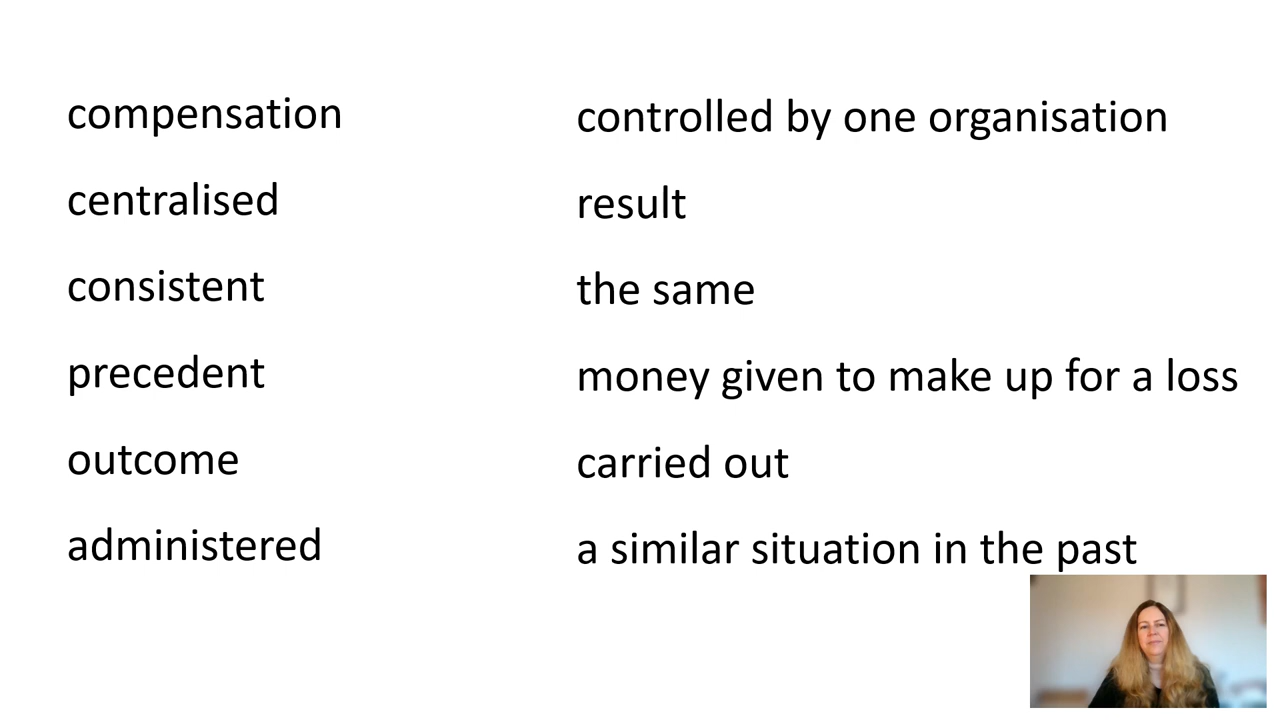 compensation
centralised
consistent
precedent
outcome
administered
controlled by one organisation
result
the same
money given to make up for a loss
carried out
a similar situation in the past